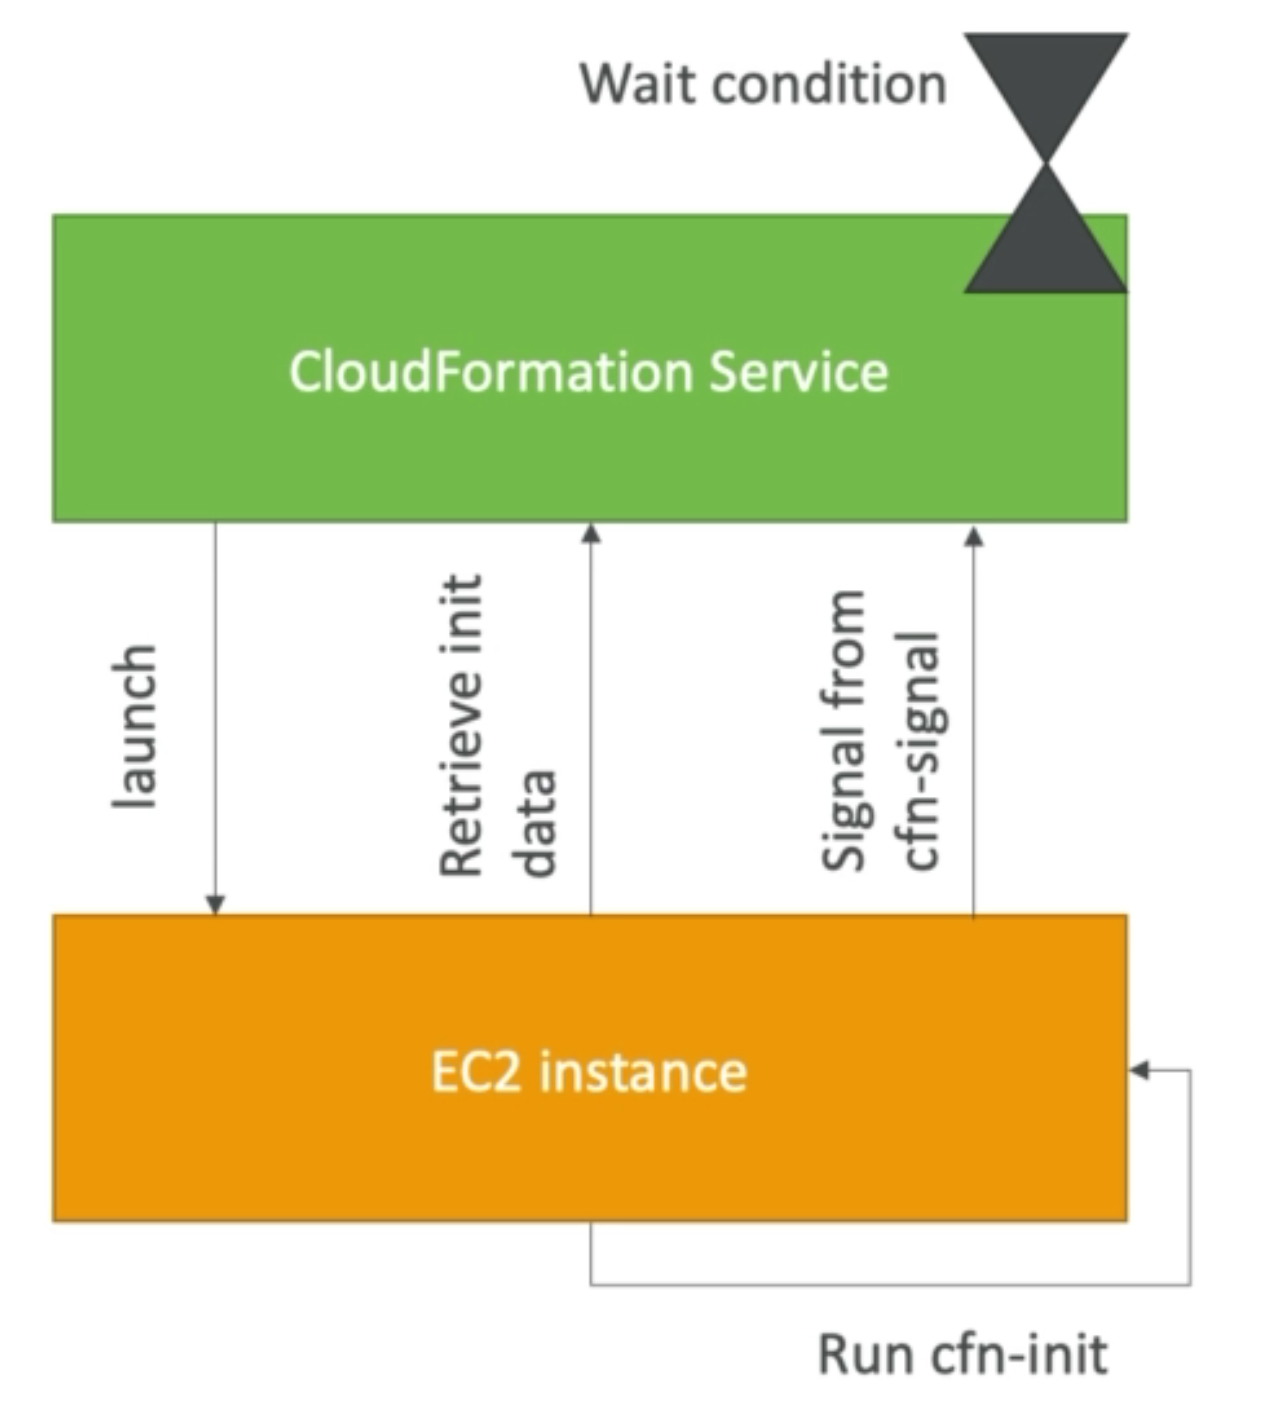 Wait condition
CloudFormation Service
launch
Retrieve init
data
Signal from
cfn-signal
EC2 instance
Run cfn-init